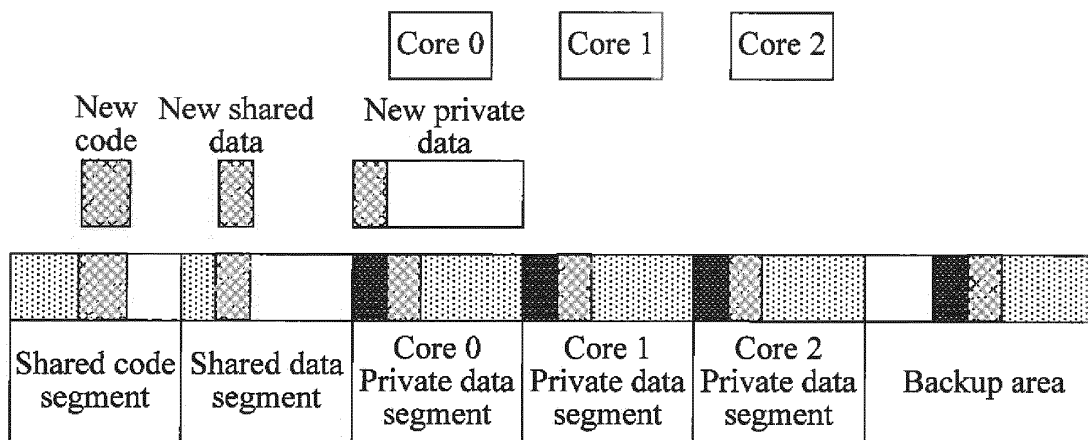 Core 0
Core 1
Core 2
New code
New shared data
New private data
Shared code segment
Shared data segment
Core 0 Private data segment
Core 1 Private data segment
Core 2 Private data segment
Backup area